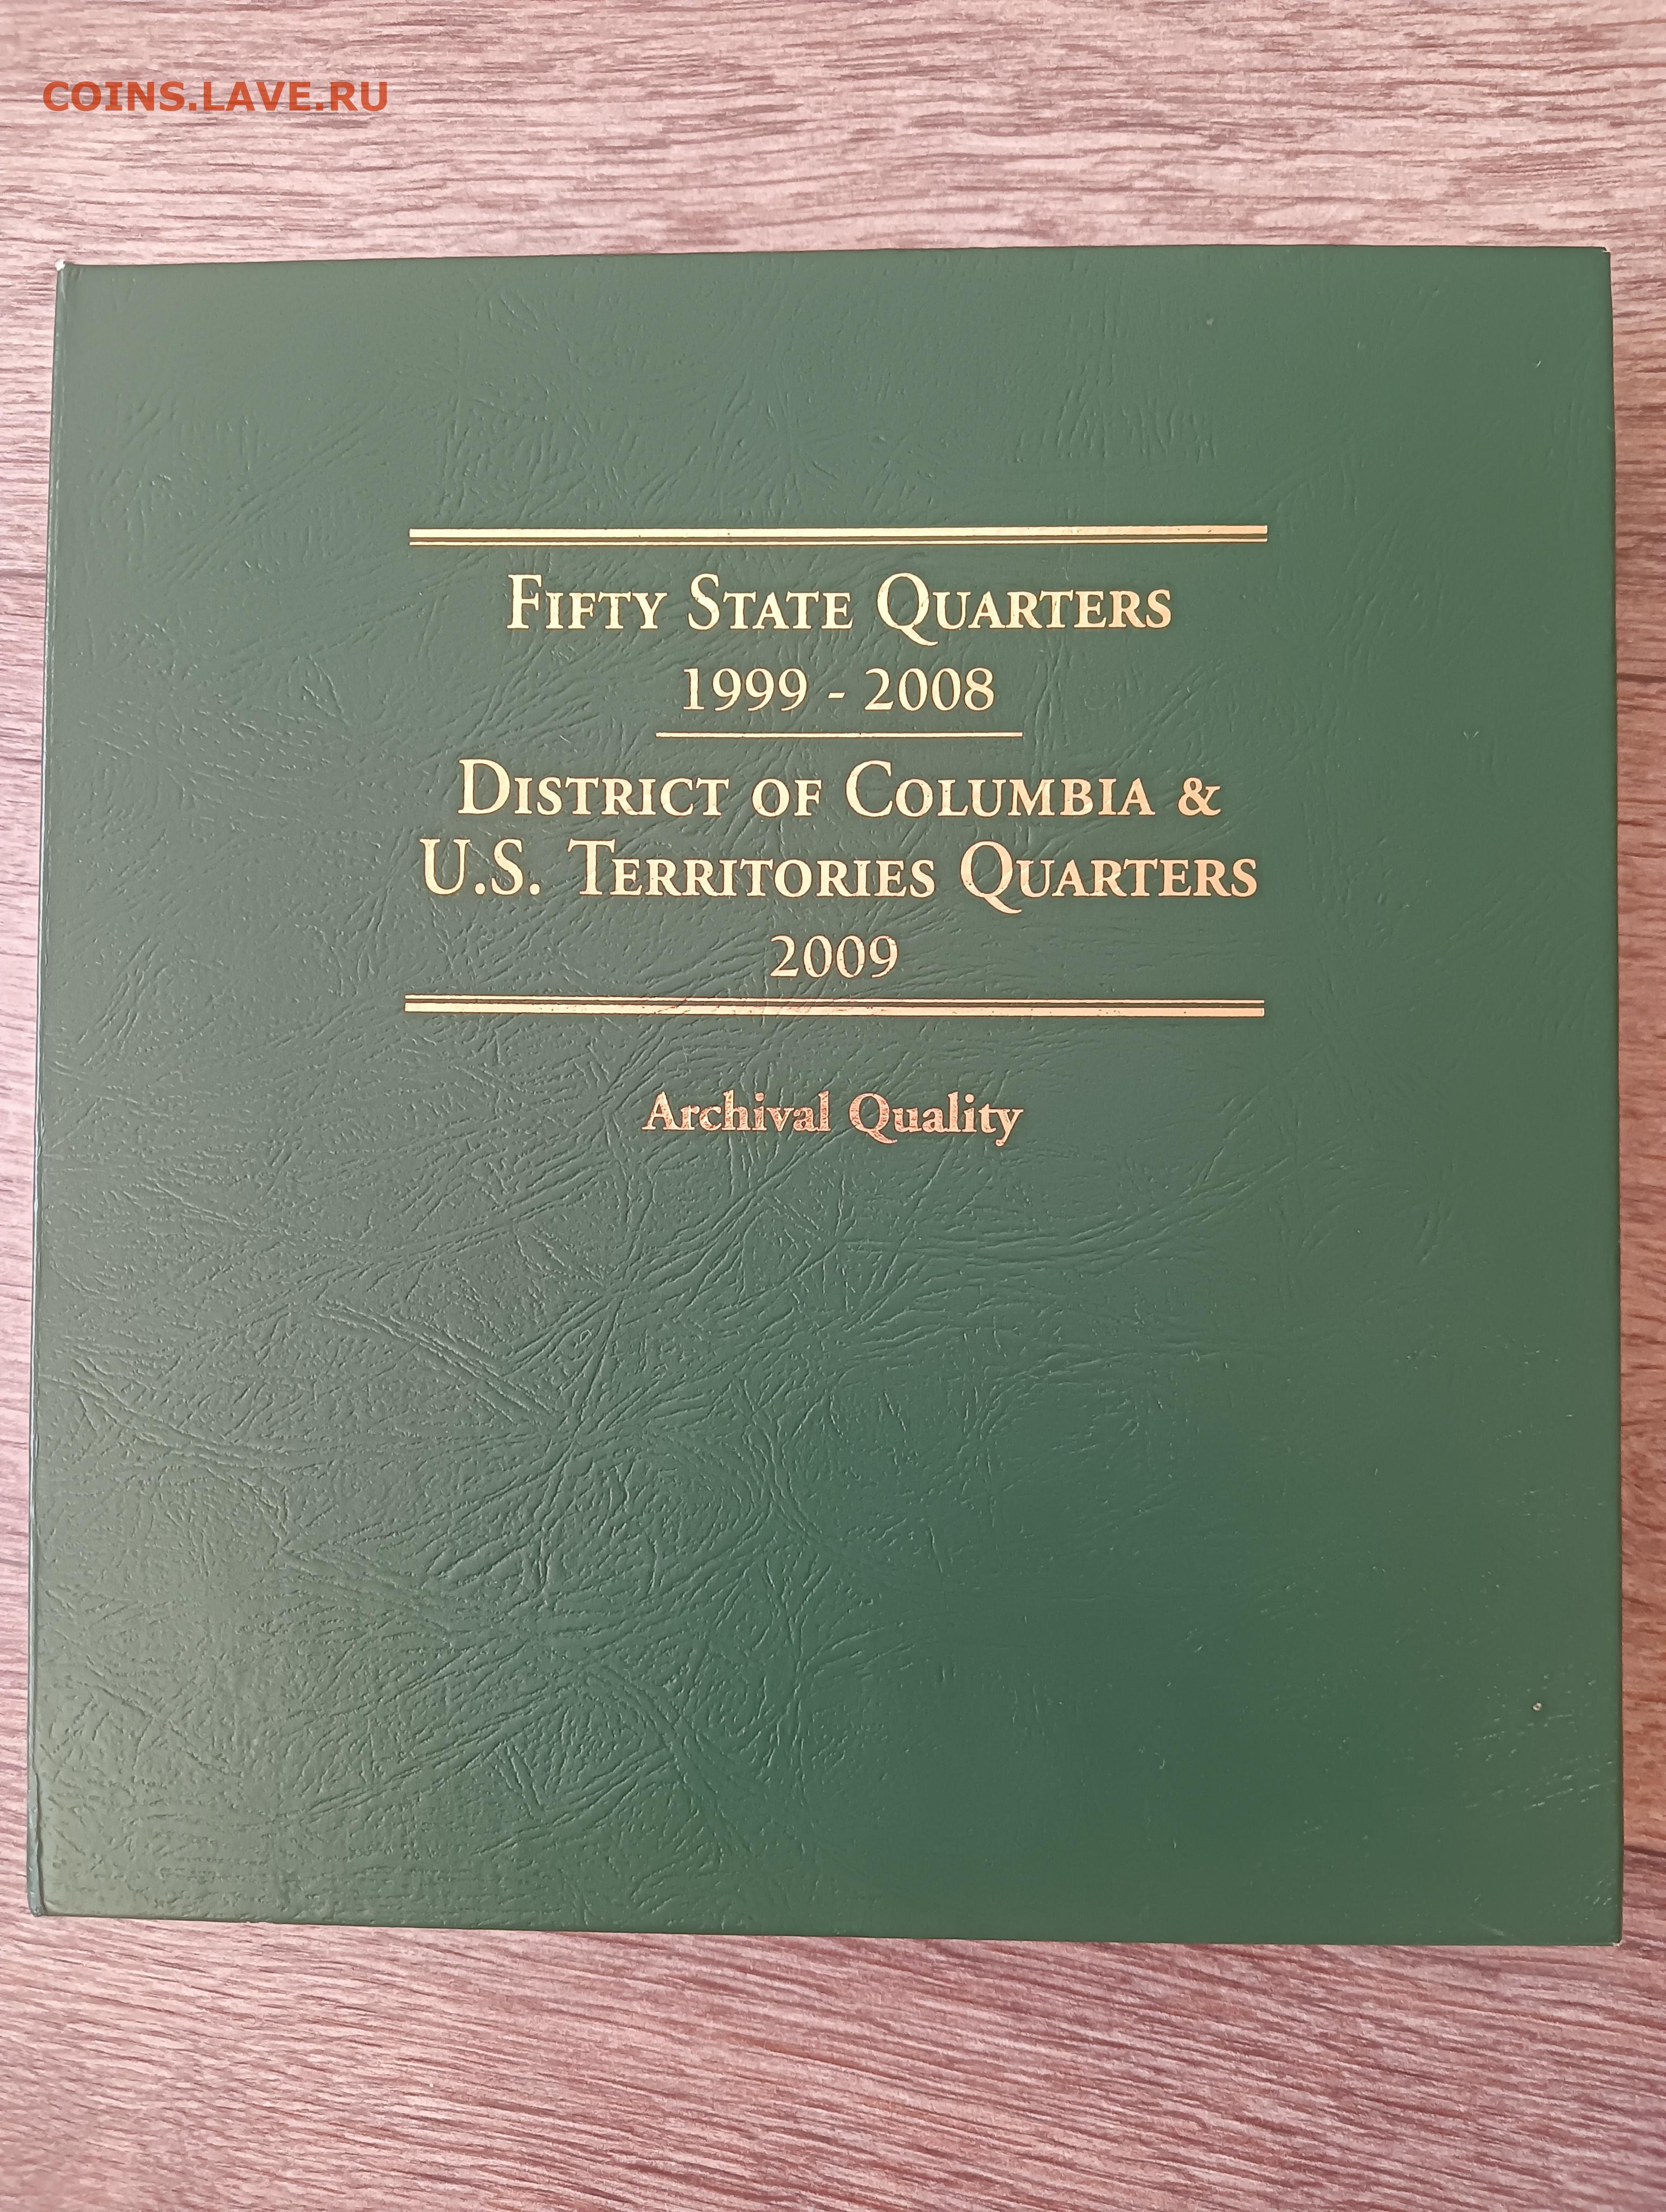 COINS.LAVE.RU
FIFTY STATE QUARTERS
1999 - 2008
DISTRICT OF COLUMBIA &
U.S. TERRITORIES QUARTERS
2009
Archival Quality